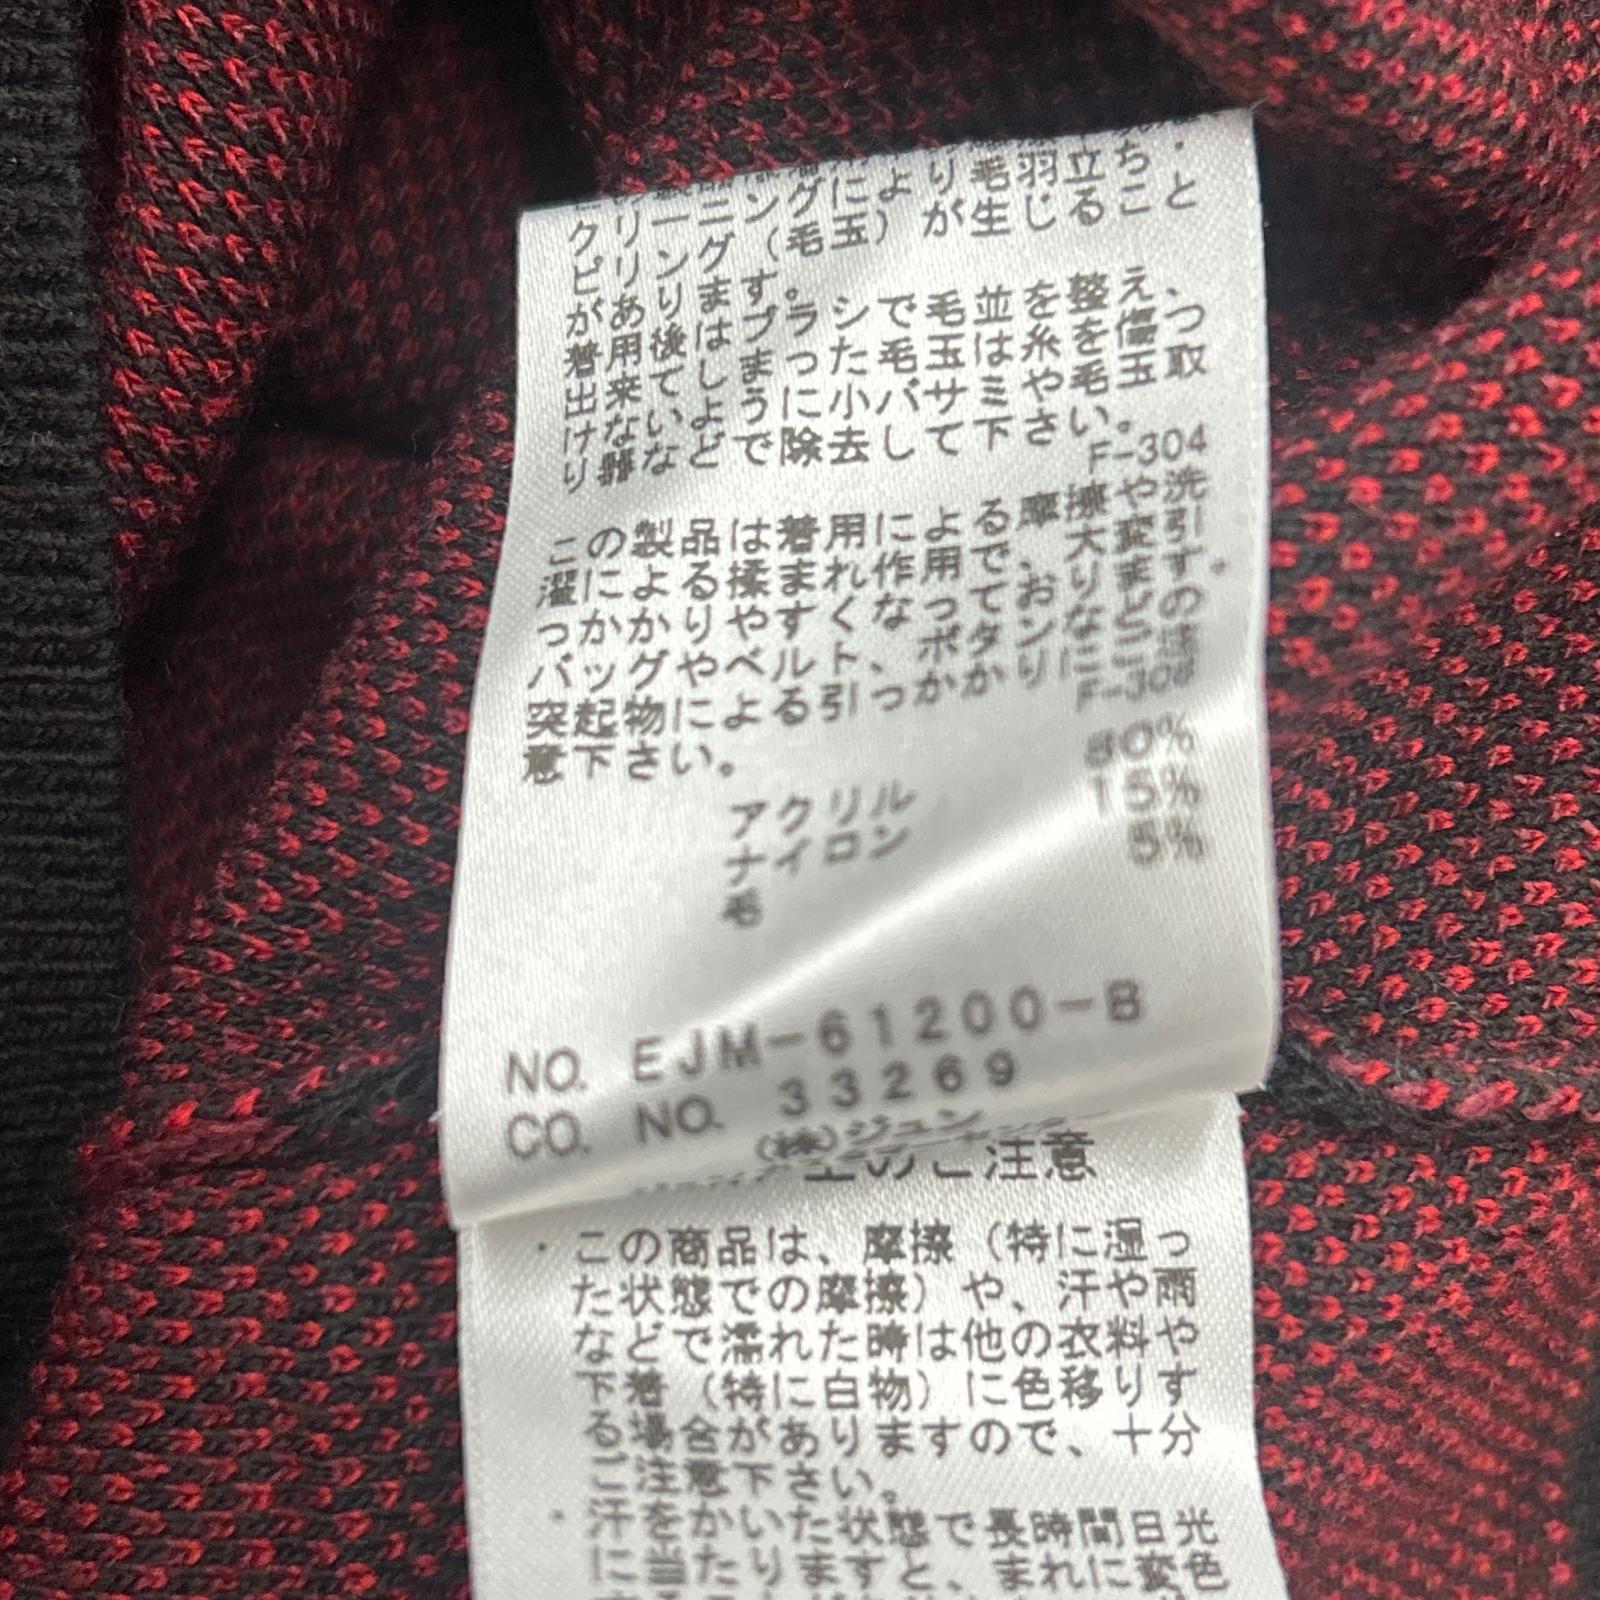 クリーニングにより毛羽立ち・
ピリング（毛玉）が生じること
があります。
着用後はブラシで毛並を整え、
出来てしまった毛玉は糸を傷つ
けないように小バサミや毛玉取
り器などで除去して下さい。
F-304
この製品は着用による摩擦や洗
濯による揉まれ作用で、大変引
っかかりやすくなっております。
バッグやベルト、ボタンなどの
突起物による引っかかりにご注
意下さい。
F-308
アクリル 80%
ナイロン 15%
毛 5%
NO. EJM-61200-B
CO. NO. 33269
(株)ジュン
上のご注意
・この商品は、摩擦（特に湿っ
た状態での摩擦）や、汗や雨
などで濡れた時は他の衣料や
下着（特に白物）に色移りす
る場合がありますので、十分
ご注意下さい。
・汗をかいた状態で長時間日光
に当たりますと、まれに変色